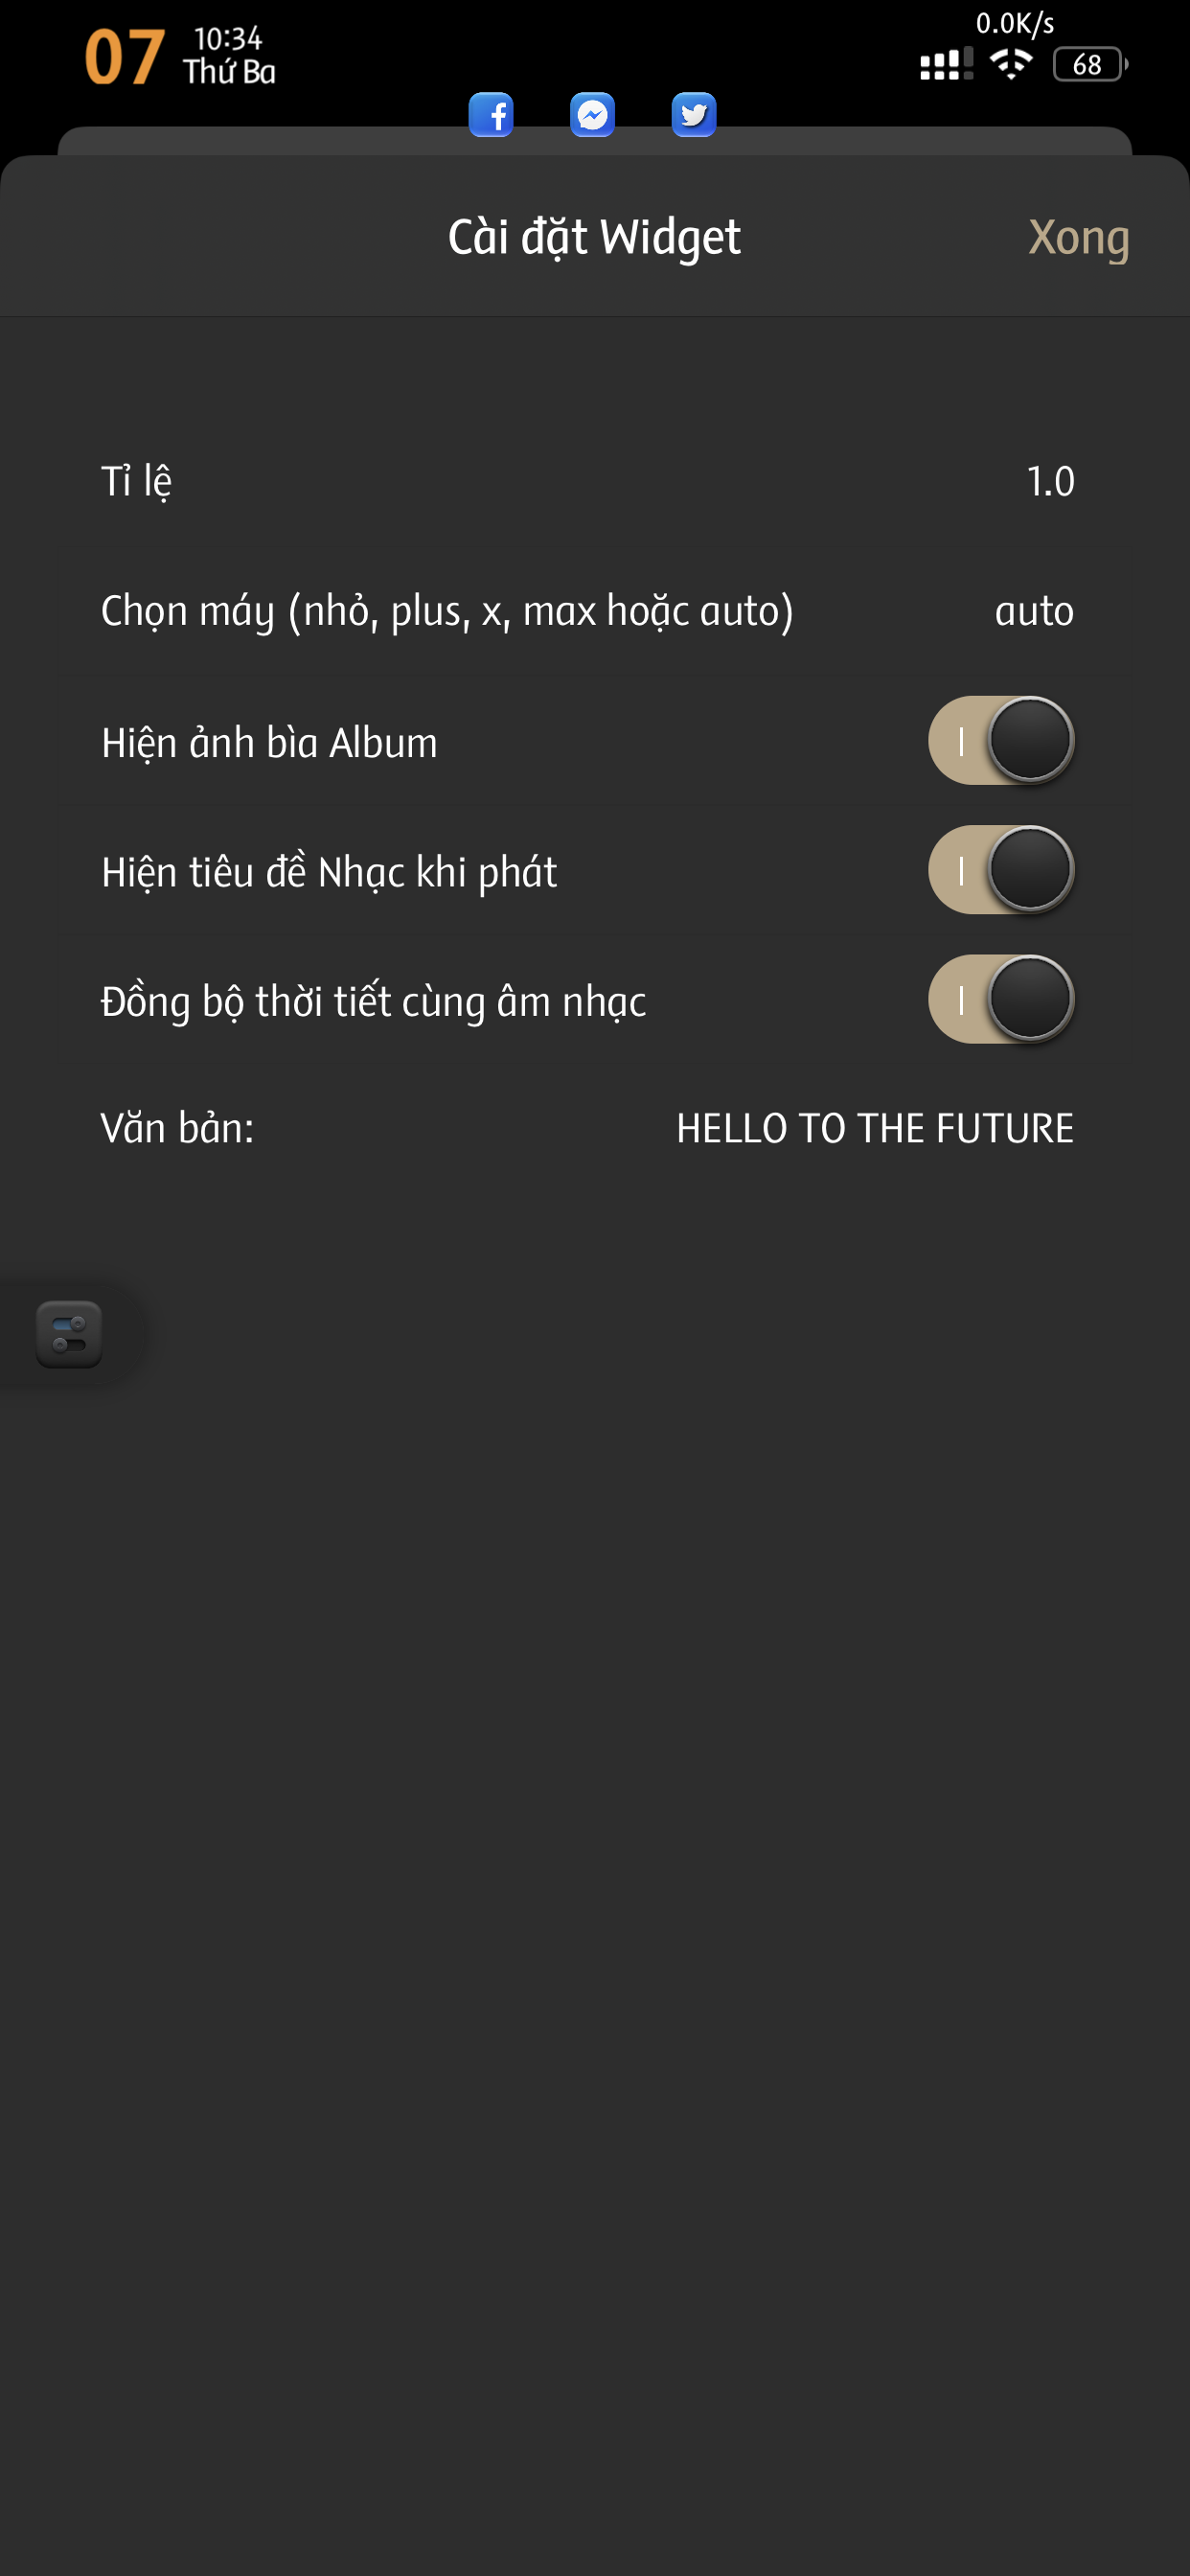 07
10:34
Thứ Ba
0.0K/s
68
Cài đặt Widget
Xong
Tỉ lệ
1.0
Chọn máy (nhỏ, plus, x, max hoặc auto)
auto
Hiện ảnh bìa Album
Hiện tiêu đề Nhạc khi phát
Đồng bộ thời tiết cùng âm nhạc
Văn bản:
HELLO TO THE FUTURE